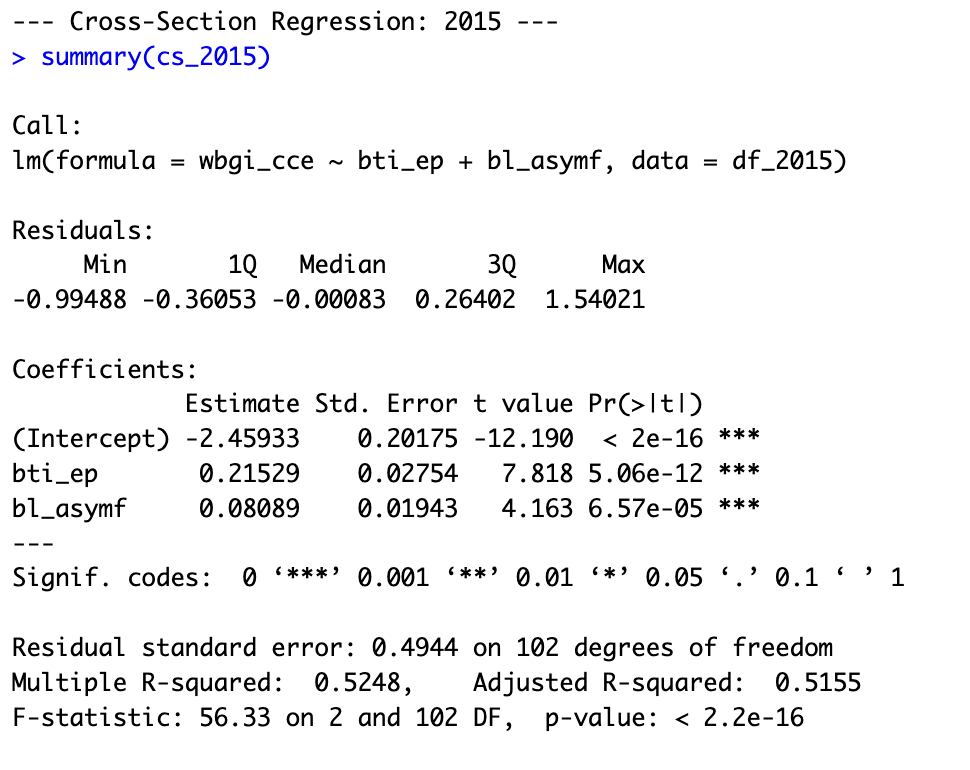 --- Cross-Section Regression: 2015 ---
> summary(cs_2015)
Call:
lm(formula = wbgi_cce ~ bti_ep + bl_asymf, data = df_2015)
Residuals:
     Min       1Q   Median       3Q      Max
-0.99488 -0.36053 -0.00083  0.26402  1.54021
Coefficients:
            Estimate Std. Error t value Pr(>|t|)
(Intercept) -2.45933    0.20175 -12.190  < 2e-16 ***
bti_ep       0.21529    0.02754   7.818 5.06e-12 ***
bl_asymf     0.08089    0.01943   4.163 6.57e-05 ***
---
Signif. codes:  0 ‘***’ 0.001 ‘**’ 0.01 ‘*’ 0.05 ‘.’ 0.1 ‘ ’ 1
Residual standard error: 0.4944 on 102 degrees of freedom
Multiple R-squared:  0.5248,    Adjusted R-squared:  0.5155
F-statistic: 56.33 on 2 and 102 DF,  p-value: < 2.2e-16